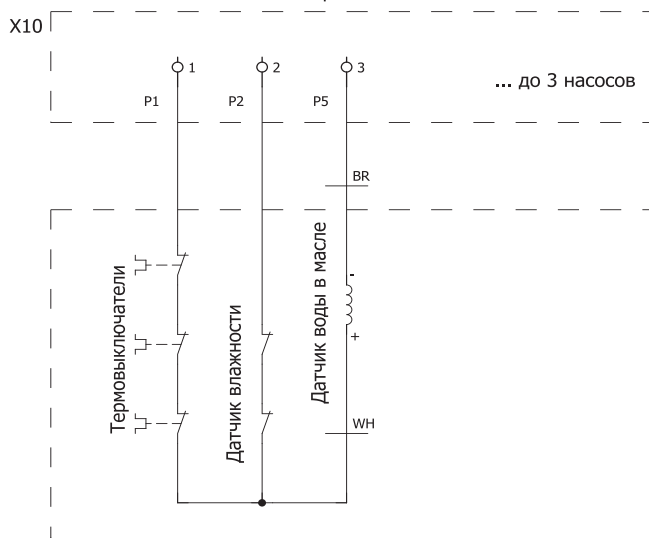 X10
1
2
3
... до 3 насосов
P1
P2
P5
BR
Термовыключатели
Датчик влажности
Датчик воды в масле
-
+
WH